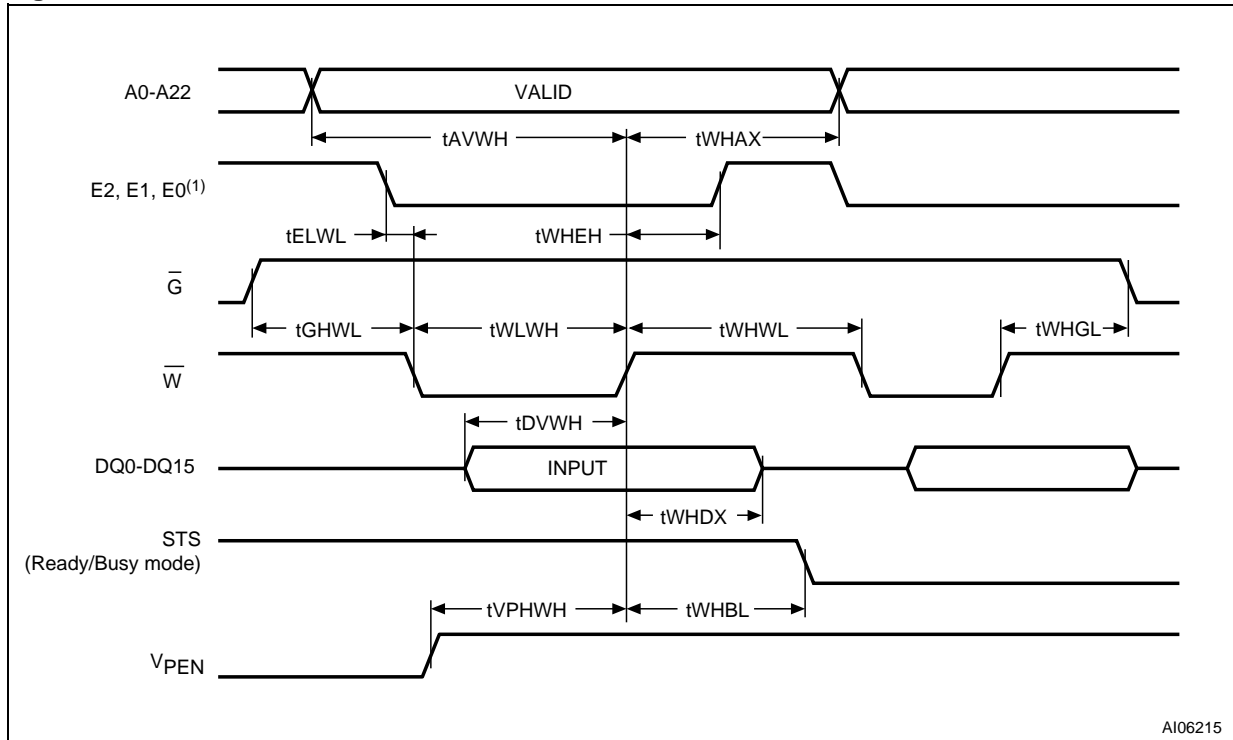 A0-A22
VALID
tAVWH
tWHAX
E2, E1, E0(1)
tELWL
tWHEH
G̅
tGHWL
tWLWH
tWHWL
tWHGL
W̅
tDVWH
DQ0-DQ15
INPUT
tWHDX
STS
(Ready/Busy mode)
tVPHWH
tWHBL
VPEN
AI06215